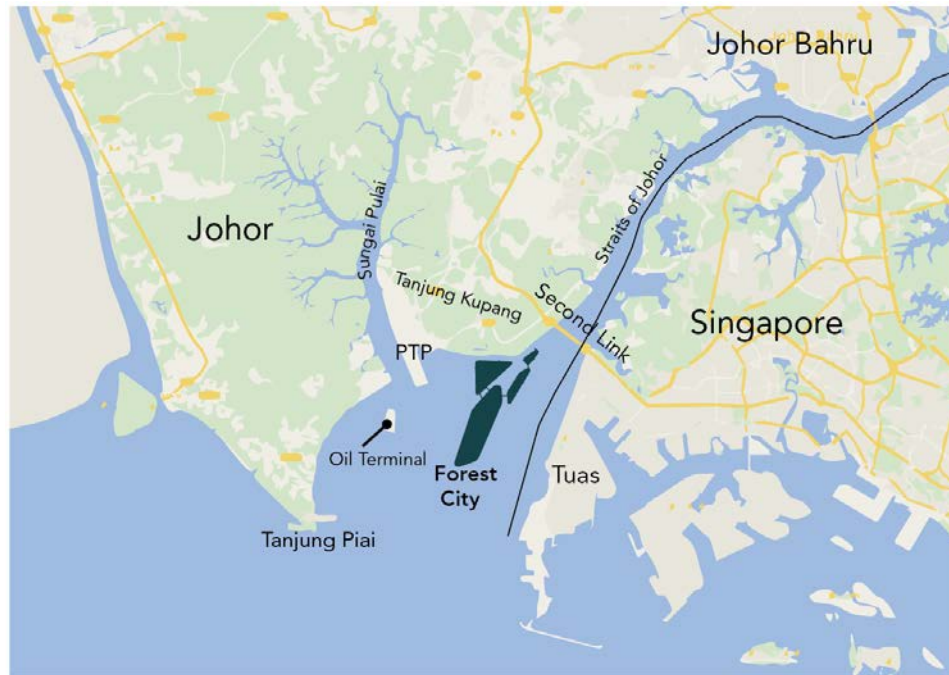 Johor Bahru
Straits of Johor
Sungai Pulai
Johor
Tanjung Kupang
Second Link
Singapore
PTP
Oil Terminal
Forest
City
Tuas
Tanjung Piai